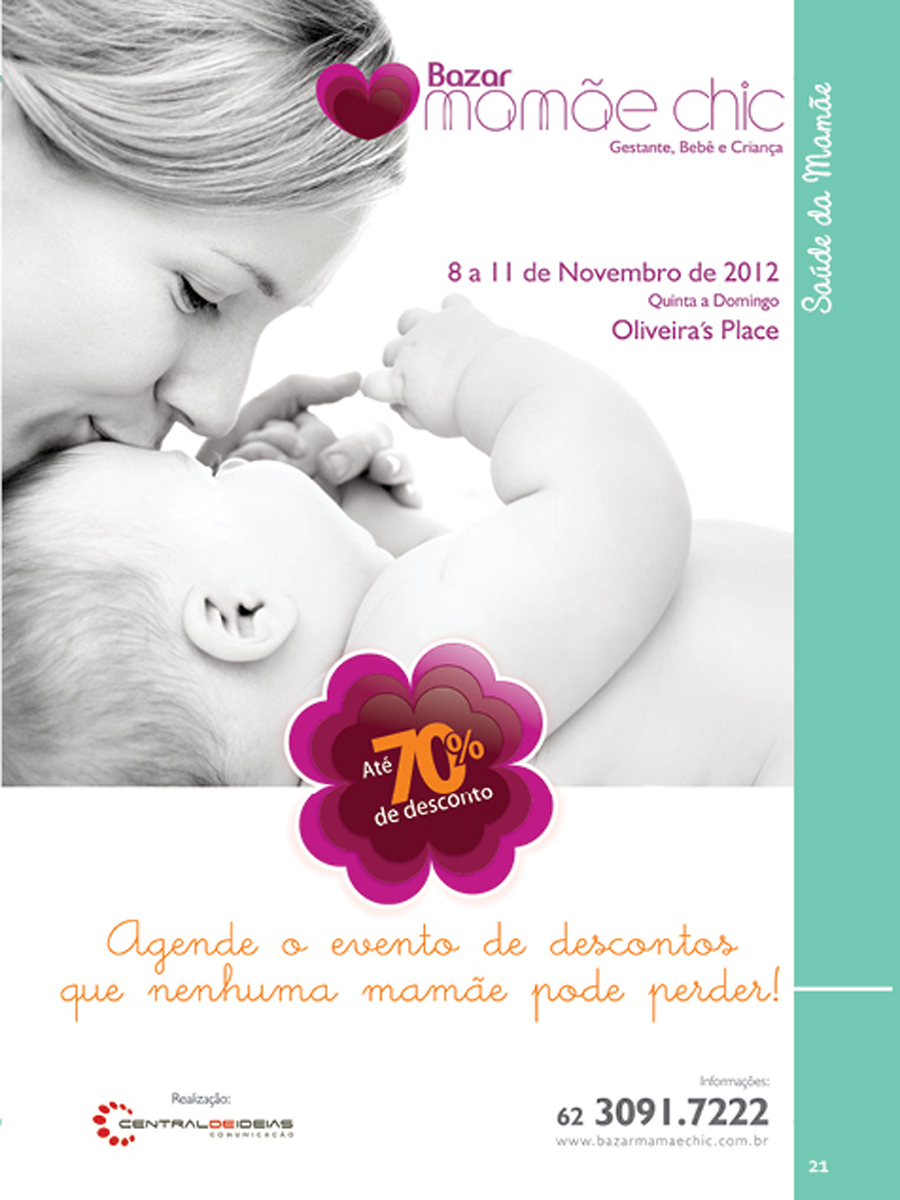 Bazar
mamãe chic
Gestante, Bebê e Criança
Saúde da Mamãe
8 a 11 de Novembro de 2012
Quinta a Domingo
Oliveira's Place
Até 70%
de desconto
Agende o evento de descontos
que nenhuma mamãe pode perder!
Realização:
CENTRALDEIDEIAS
COMUNICAÇÃO
Informações:
62 3091.7222
www.bazarmamaechic.com.br
21